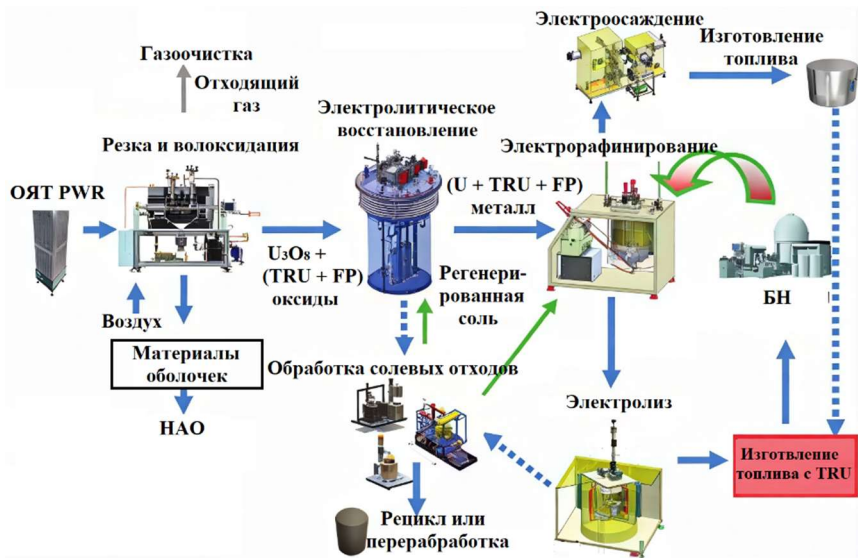 Электроосаждение
Изготовление
топлива
Газоочистка
Отходящий
газ
Электролитическое
восстановление
Резка и волоксидация
Электрорафинирование
ОЯТ PWR
(U + TRU + FP)
металл
U₃O₈ +
(TRU + FP)
оксиды
Регенери-
рованная
соль
БН
Воздух
Материалы
оболочек
Обработка солевых отходов
НАО
Электролиз
Изготвление
топлива с TRU
Рецикл или
перерабработка